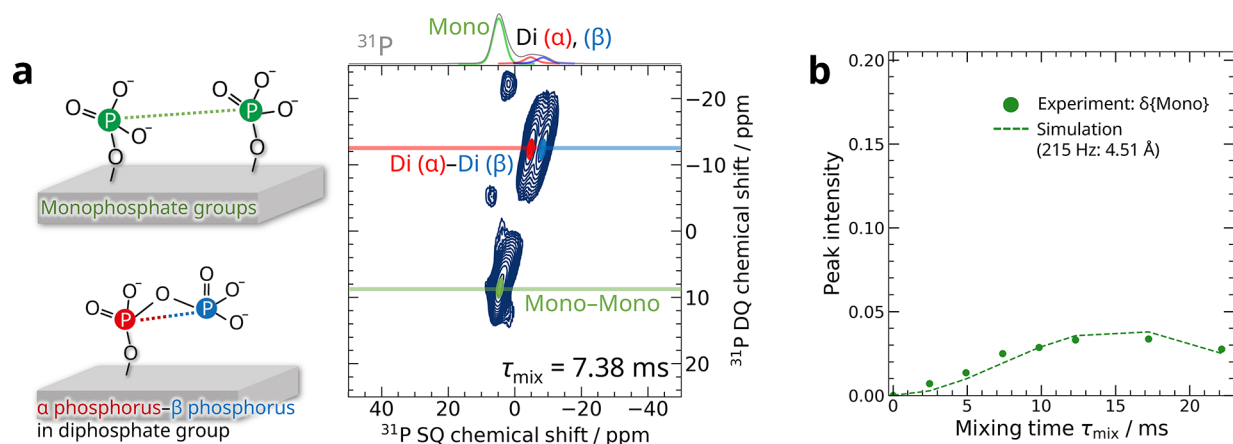 a
O⁻
O
P
O⁻
O
O⁻
O
P
O⁻
O
Monophosphate groups
O
O⁻
O
P
O
P
O⁻
O⁻
O
α phosphorus–β phosphorus
in diphosphate group
³¹P
Mono
Di (α), (β)
Di (α)–Di (β)
Mono–Mono
τmix = 7.38 ms
−20
−10
0
10
20
³¹P DQ chemical shift / ppm
40
20
0
−20
−40
³¹P SQ chemical shift / ppm
b
0.20
0.15
0.10
0.05
0.00
Peak intensity
Experiment: δ{Mono}
Simulation
(215 Hz: 4.51 Å)
0
5
10
15
20
Mixing time τmix / ms